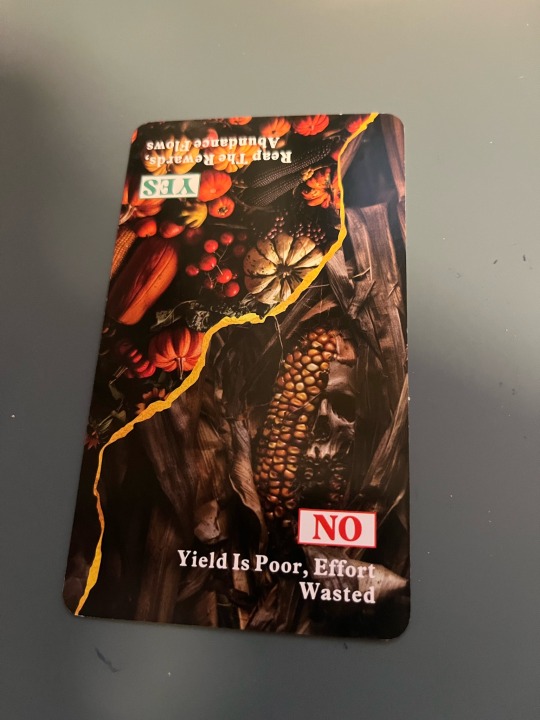 YES
Reap The Rewards,
Abundance Flows
NO
Yield Is Poor, Effort
Wasted